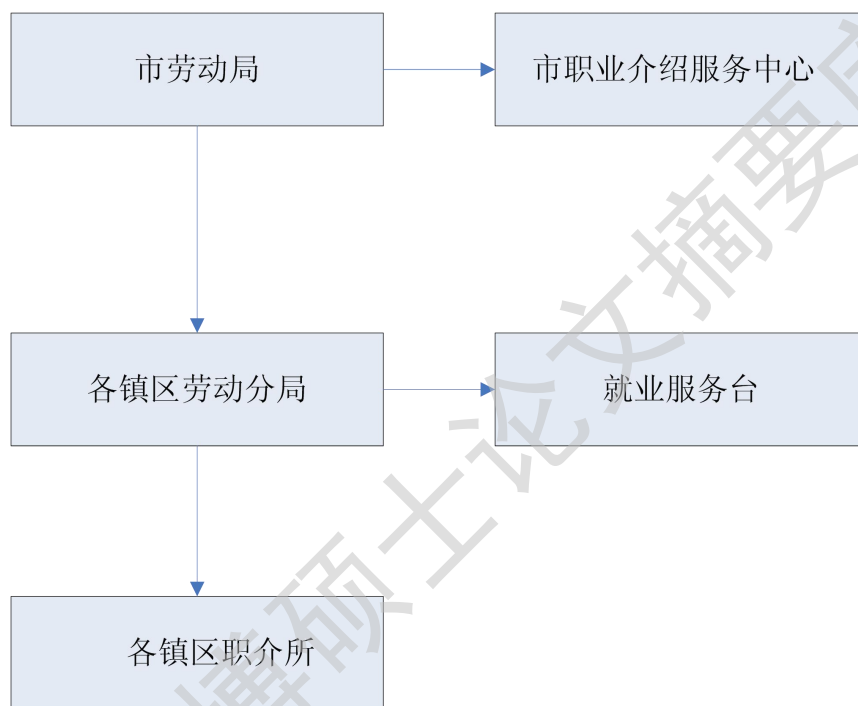 市劳动局
市职业介绍服务中心
各镇区劳动分局
就业服务台
各镇区职介所
博硕士论文摘要